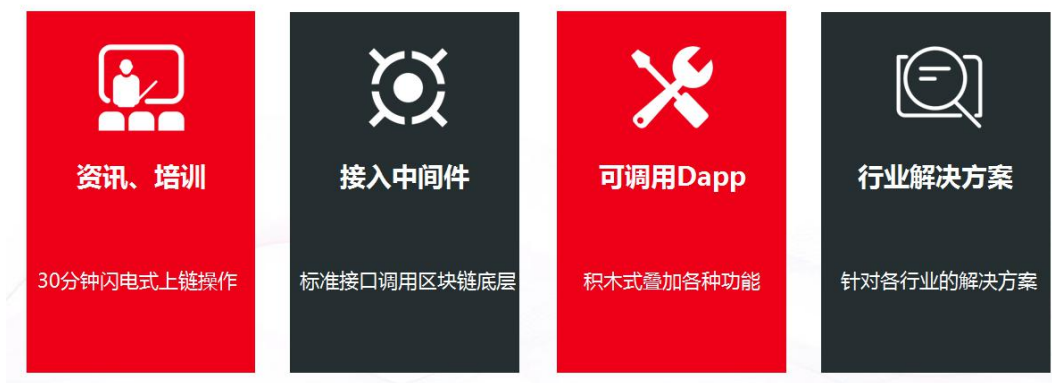 资讯、培训
30分钟闪电式上链操作
接入中间件
标准接口调用区块链底层
可调用Dapp
积木式叠加各种功能
行业解决方案
针对各行业的解决方案